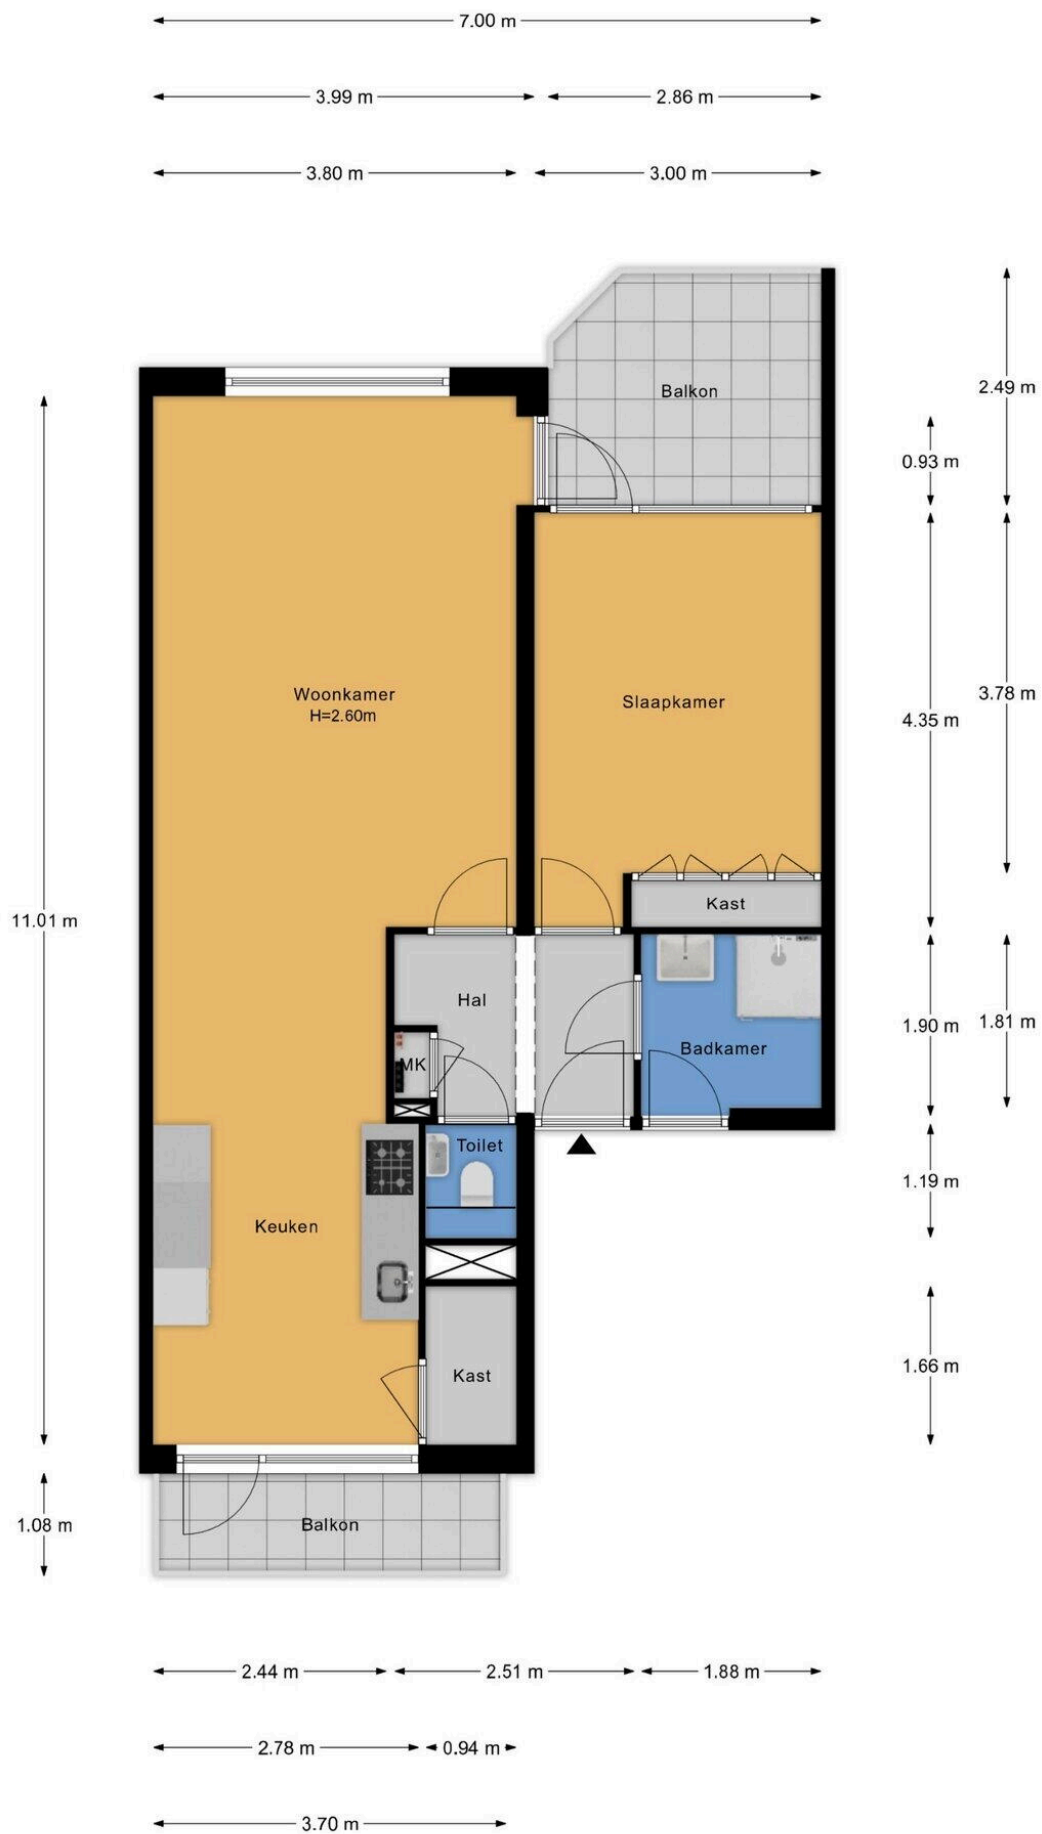 7.00 m
3.99 m
2.86 m
3.80 m
3.00 m
Balkon
2.49 m
0.93 m
Woonkamer
H=2.60m
Slaapkamer
3.78 m
4.35 m
Kast
11.01 m
Hal
1.90 m
1.81 m
Badkamer
MK
Toilet
1.19 m
Keuken
Kast
1.66 m
Balkon
1.08 m
2.44 m
2.51 m
1.88 m
2.78 m
0.94 m
3.70 m